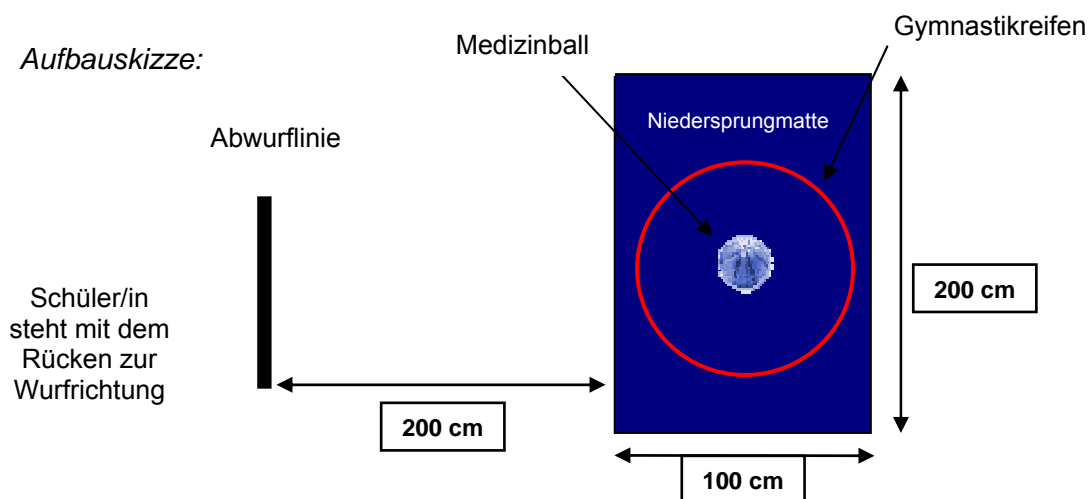 Aufbauskizze:
Medizinball
Gymnastikreifen
Abwurflinie
Niedersprungmatte
Schüler/in
steht mit dem
Rücken zur
Wurfrichtung
200 cm
200 cm
100 cm